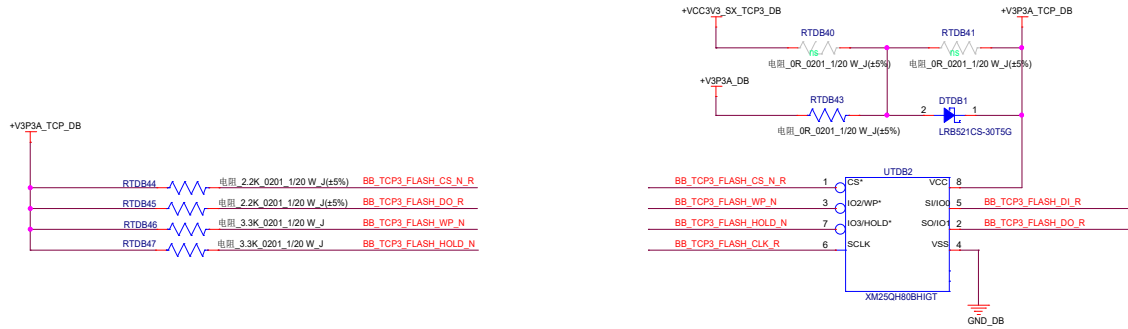 +VCC3V3_SX_TCP3_DB
+V3P3A_TCP_DB
RTDB40
RTDB41
ns
ns
电阻_0R_0201_1/20 W_J(±5%)
电阻_0R_0201_1/20 W_J(±5%)
+V3P3A_DB
RTDB43
2
DTDB1
1
电阻_0R_0201_1/20 W_J(±5%)
LRB521CS-30T5G
+V3P3A_TCP_DB
RTDB44
电阻_2.2K_0201_1/20 W_J(±5%)
BB_TCP3_FLASH_CS_N_R
RTDB45
电阻_2.2K_0201_1/20 W_J(±5%)
BB_TCP3_FLASH_DO_R
RTDB46
电阻_3.3K_0201_1/20 W_J
BB_TCP3_FLASH_WP_N
RTDB47
电阻_3.3K_0201_1/20 W_J
BB_TCP3_FLASH_HOLD_N
UTDB2
BB_TCP3_FLASH_CS_N_R
1
CS*
VCC
8
BB_TCP3_FLASH_WP_N
3
IO2/WP*
SI/IO0
5
BB_TCP3_FLASH_DI_R
BB_TCP3_FLASH_HOLD_N
7
IO3/HOLD*
SO/IO1
2
BB_TCP3_FLASH_DO_R
BB_TCP3_FLASH_CLK_R
6
SCLK
VSS
4
XM25QH80BHIGT
GND_DB